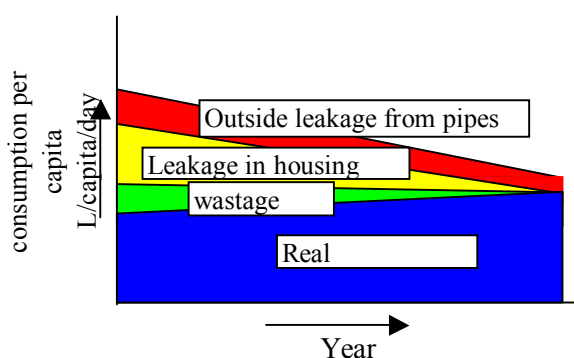 consumption per
capita
L/capita/day
Outside leakage from pipes
Leakage in housing
wastage
Real
Year